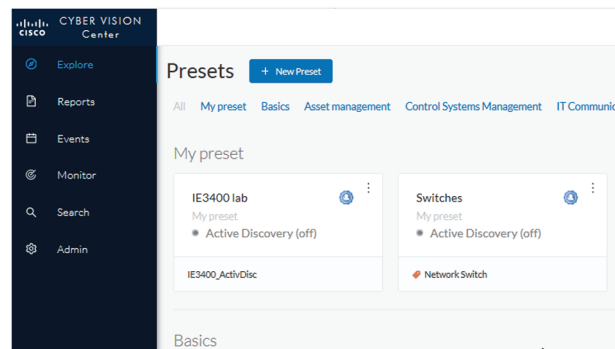 CISCO
CYBER VISION
Center
Explore
Reports
Events
Monitor
Search
Admin
Presets
+ New Preset
All My preset Basics Asset management Control Systems Management IT Communic
My preset
IE3400 lab
My preset
Active Discovery (off)
IE3400_ActivDisc
Switches
My preset
Active Discovery (off)
Network Switch
Basics